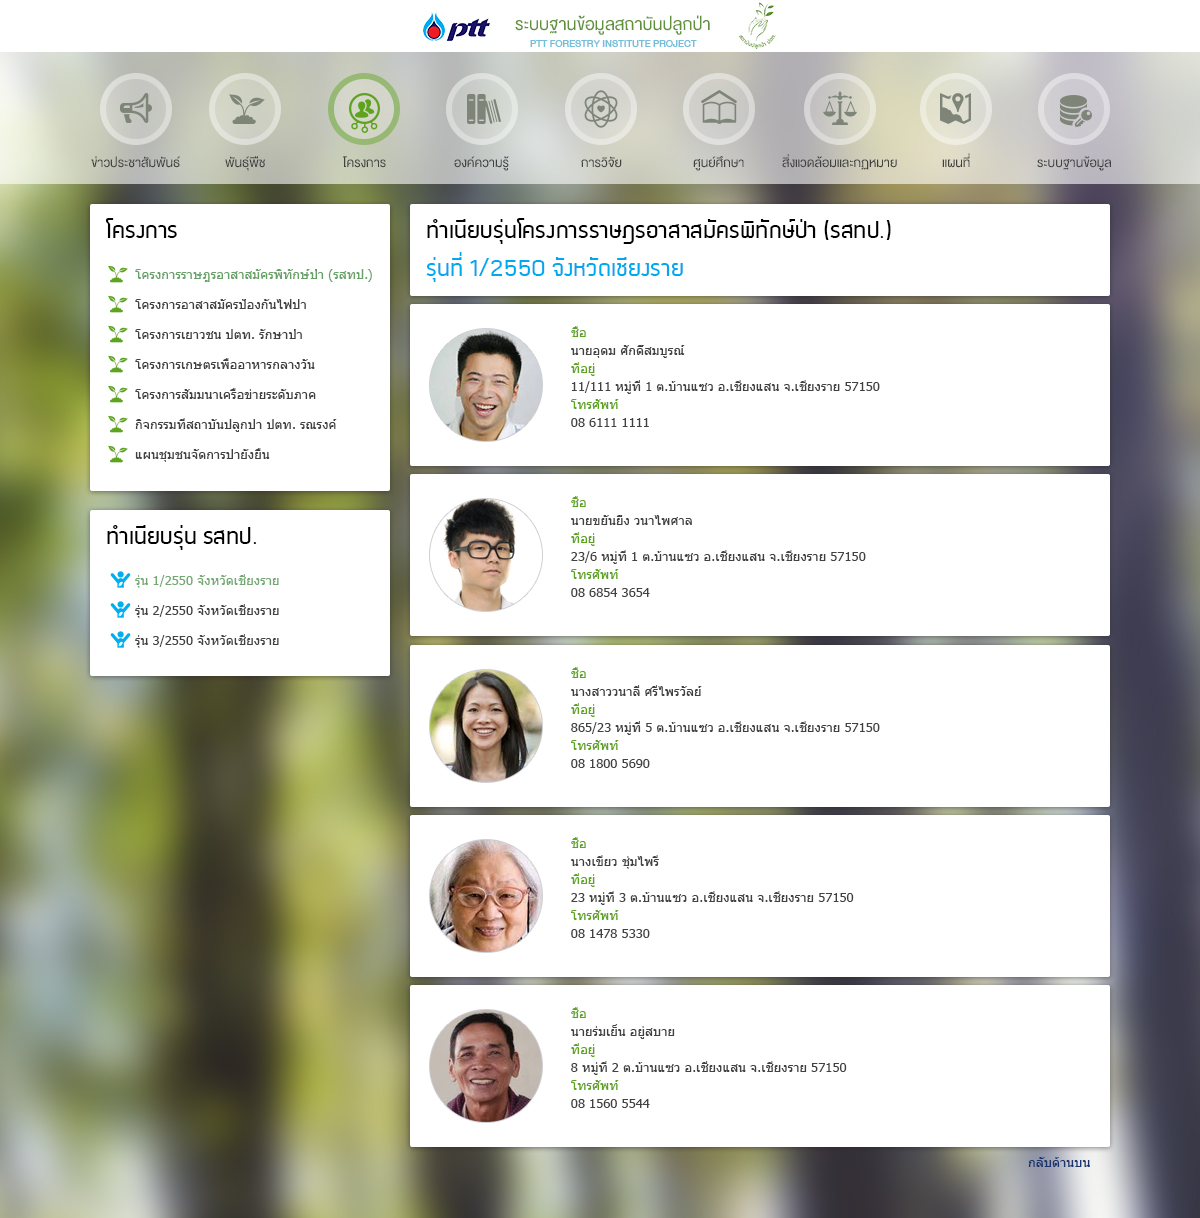 ptt
ระบบฐานข้อมูลสถาบันปลูกป่า
PTT FORESTRY INSTITUTE PROJECT
ข่าวประชาสัมพันธ์
พันธุ์พืช
โครงการ
องค์ความรู้
การวิจัย
ศูนย์ศึกษา
สิ่งแวดล้อมและกฎหมาย
แผนที่
ระบบฐานข้อมูล
โครงการ
โครงการราษฎรอาสาสมัครพิทักษ์ป่า (รสทป.)
โครงการอาสาสมัครป้องกันไฟป่า
โครงการเยาวชน ปตท. รักษาป่า
โครงการเกษตรเพื่ออาหารกลางวัน
โครงการสัมมนาเครือข่ายระดับภาค
กิจกรรมที่สถาบันปลูกป่า ปตท. รณรงค์
แผนชุมชนจัดการป่ายั่งยืน
ทำเนียบรุ่น รสทป.
รุ่น 1/2550 จังหวัดเชียงราย
รุ่น 2/2550 จังหวัดเชียงราย
รุ่น 3/2550 จังหวัดเชียงราย
ทำเนียบรุ่นโครงการราษฎรอาสาสมัครพิทักษ์ป่า (รสทป.)
รุ่นที่ 1/2550 จังหวัดเชียงราย
ชื่อ
นายอุดม ศักดิ์สมบูรณ์
ที่อยู่
11/111 หมู่ที่ 1 ต.บ้านแซว อ.เชียงแสน จ.เชียงราย 57150
โทรศัพท์
08 6111 1111
ชื่อ
นายขยันยิ่ง วนาไพศาล
ที่อยู่
23/6 หมู่ที่ 1 ต.บ้านแซว อ.เชียงแสน จ.เชียงราย 57150
โทรศัพท์
08 6854 3654
ชื่อ
นางสาววนาลี ศรีไพรวัลย์
ที่อยู่
865/23 หมู่ที่ 5 ต.บ้านแซว อ.เชียงแสน จ.เชียงราย 57150
โทรศัพท์
08 1800 5690
ชื่อ
นางเขียว ชุ่มไพรี
ที่อยู่
23 หมู่ที่ 3 ต.บ้านแซว อ.เชียงแสน จ.เชียงราย 57150
โทรศัพท์
08 1478 5330
ชื่อ
นายร่มเย็น อยู่สบาย
ที่อยู่
8 หมู่ที่ 2 ต.บ้านแซว อ.เชียงแสน จ.เชียงราย 57150
โทรศัพท์
08 1560 5544
กลับด้านบน